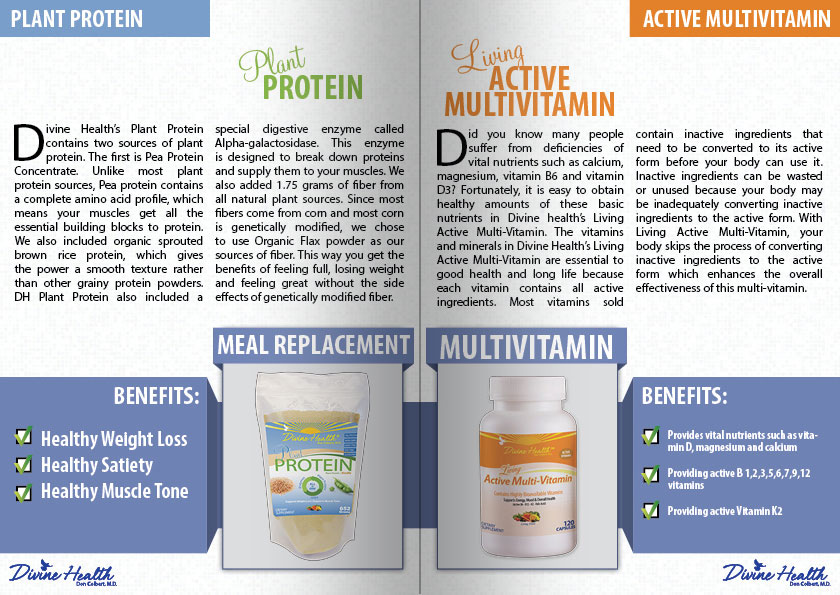 PLANT PROTEIN
Plant
PROTEIN
Divine Health's Plant Protein
contains two sources of plant
protein. The first is Pea Protein
Concentrate. Unlike most plant
protein sources, Pea protein contains
a complete amino acid profile, which
means your muscles get all the
essential building blocks to protein.
We also included organic sprouted
brown rice protein, which gives
the power a smooth texture rather
than other grainy protein powders.
DH Plant Protein also included a
special digestive enzyme called
Alpha-galactosidase. This enzyme
is designed to break down proteins
and supply them to your muscles. We
also added 1.75 grams of fiber from
all natural plant sources. Since most
fibers come from corn and most corn
is genetically modified, we chose
to use Organic Flax powder as our
sources of fiber. This way you get the
benefits of feeling full, losing weight
and feeling great without the side
effects of genetically modified fiber.
MEAL REPLACEMENT
BENEFITS:
Healthy Weight Loss
Healthy Satiety
Healthy Muscle Tone
Divine Health
Plant
PROTEIN
Divine Health
Don Colbert, M.D.
ACTIVE MULTIVITAMIN
Living
ACTIVE
MULTIVITAMIN
Did you know many people
suffer from deficiencies of
vital nutrients such as calcium,
magnesium, vitamin B6 and vitamin
D3? Fortunately, it is easy to obtain
healthy amounts of these basic
nutrients in Divine health's Living
Active Multi-Vitamin. The vitamins
and minerals in Divine Health's Living
Active Multi-Vitamin are essential to
good health and long life because
each vitamin contains all active
ingredients. Most vitamins sold
contain inactive ingredients that
need to be converted to its active
form before your body can use it.
Inactive ingredients can be wasted
or unused because your body may
be inadequately converting inactive
ingredients to the active form. With
Living Active Multi-Vitamin, your
body skips the process of converting
inactive ingredients to the active
form which enhances the overall
effectiveness of this multi-vitamin.
MULTIVITAMIN
Divine Health
Living
Active Multi-Vitamin
Contains Highly Bioavailable Vitamins
Supports Energy, Mood & Overall Health
DIETARY
SUPPLEMENT
120
CAPSULES
BENEFITS:
Provides vital nutrients such as vita-
min D, magnesium and calcium
Providing active B 1,2,3,5,6,7,9,12
vitamins
Providing active Vitamin K2
Divine Health
Don Colbert, M.D.